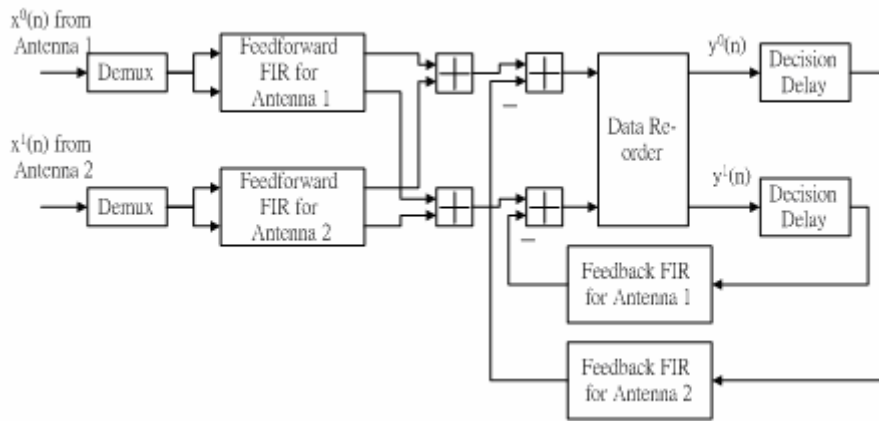 x⁰(n) from
Antenna 1
Demux
Feedforward
FIR for
Antenna 1
x¹(n) from
Antenna 2
Demux
Feedforward
FIR for
Antenna 2
−
−
Data Re-
order
y⁰(n)
Decision
Delay
y¹(n)
Decision
Delay
Feedback FIR
for Antenna 1
Feedback FIR
for Antenna 2